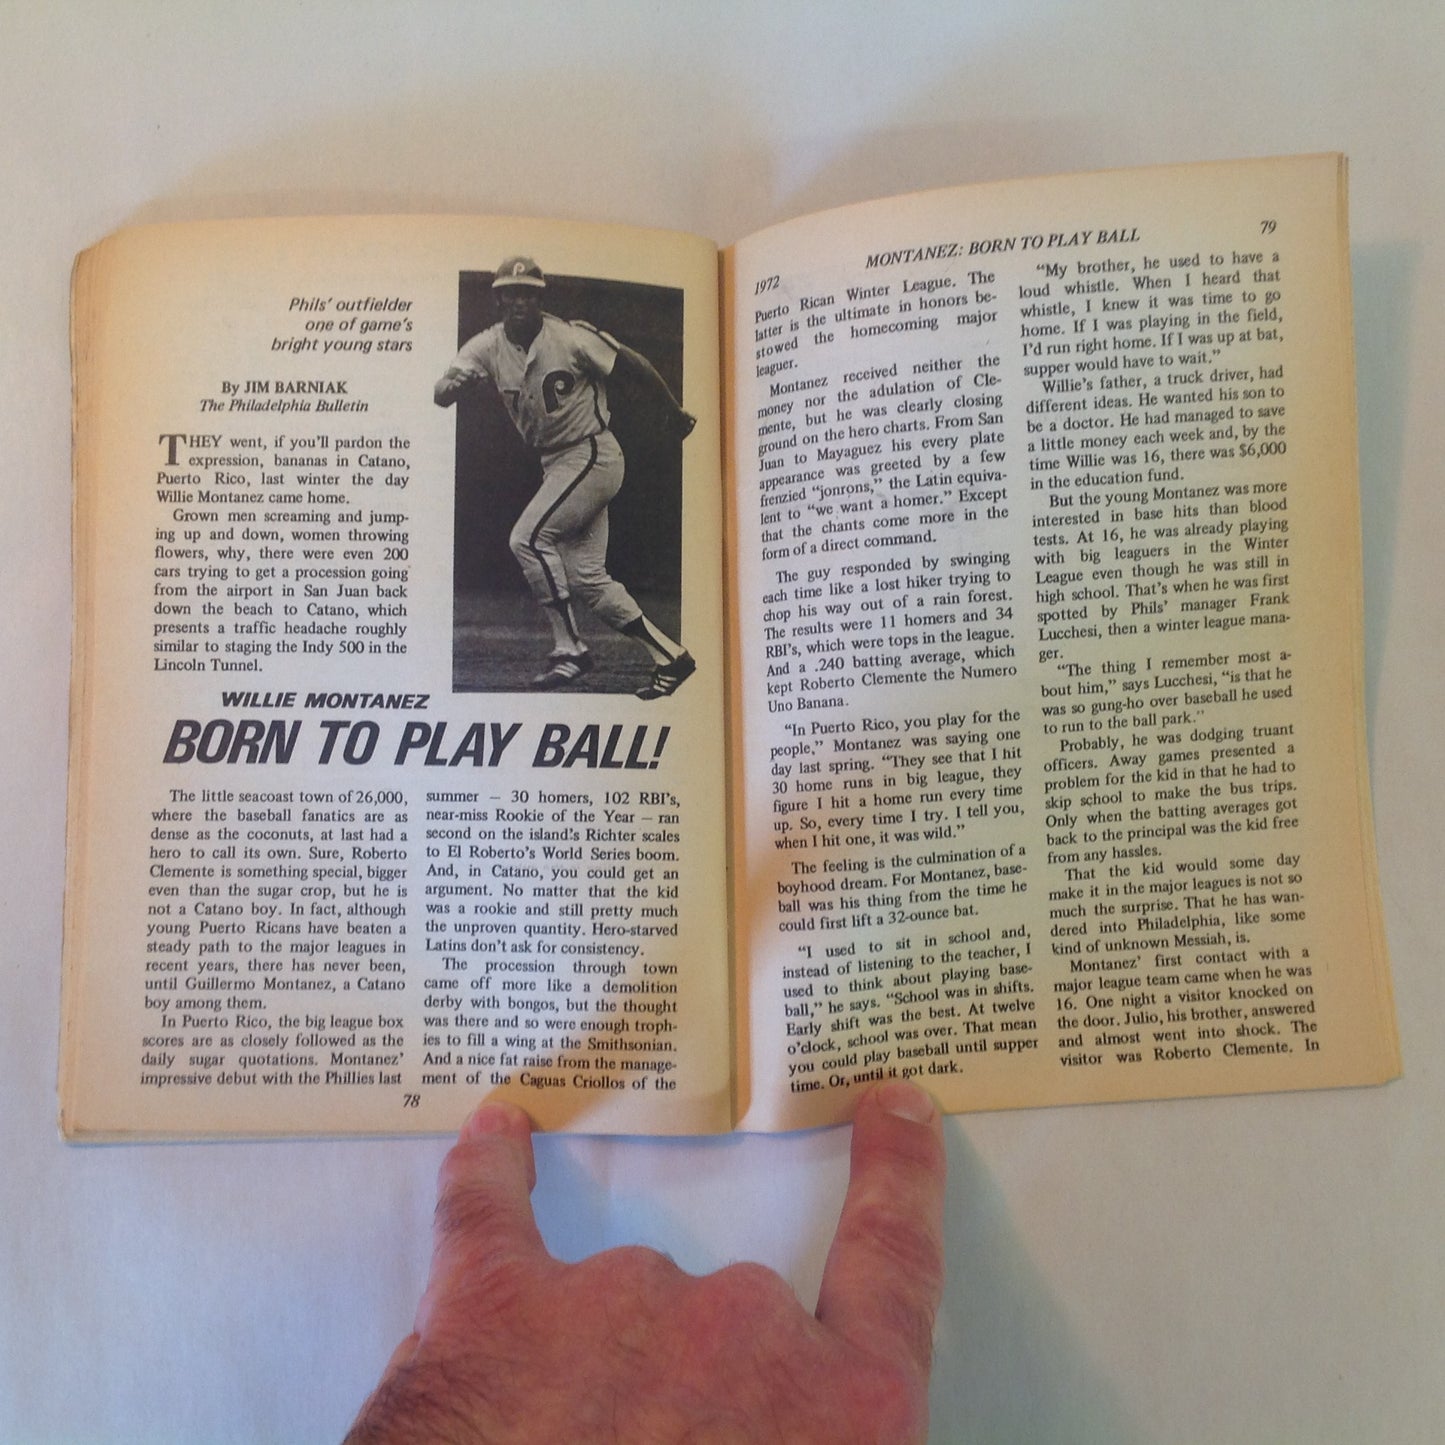 Phils' outfielder
one of game's
bright young stars
By JIM BARNIAK
The Philadelphia Bulletin
THEY went, if you'll pardon the
expression, bananas in Catano,
Puerto Rico, last winter the day
Willie Montanez came home.
Grown men screaming and jump-
ing up and down, women throwing
flowers, why, there were even 200
cars trying to get a procession going
from the airport in San Juan back
down the beach to Catano, which
presents a traffic headache roughly
similar to staging the Indy 500 in the
Lincoln Tunnel.
P
P
7
WILLIE MONTANEZ
BORN TO PLAY BALL!
The little seacoast town of 26,000,
where the baseball fanatics are as
dense as the coconuts, at last had a
hero to call its own. Sure, Roberto
Clemente is something special, bigger
even than the sugar crop, but he is
not a Catano boy. In fact, although
young Puerto Ricans have beaten a
steady path to the major leagues in
recent years, there has never been,
until Guillermo Montanez, a Catano
boy among them.
In Puerto Rico, the big league box
scores are as closely followed as the
daily sugar quotations. Montanez'
impressive debut with the Phillies last
summer – 30 homers, 102 RBI's,
near-miss Rookie of the Year – ran
second on the island's Richter scales
to El Roberto's World Series boom.
And, in Catano, you could get an
argument. No matter that the kid
was a rookie and still pretty much
the unproven quantity. Hero-starved
Latins don't ask for consistency.
The procession through town
came off more like a demolition
derby with bongos, but the thought
was there and so were enough troph-
ies to fill a wing at the Smithsonian.
And a nice fat raise from the manage-
ment of the Caguas Criollos of the
78
1972
MONTANEZ: BORN TO PLAY BALL
79
Puerto Rican Winter League. The
latter is the ultimate in honors be-
stowed the homecoming major
leaguer.
Montanez received neither the
money nor the adulation of Cle-
mente, but he was clearly closing
ground on the hero charts. From San
Juan to Mayaguez his every plate
appearance was greeted by a few
frenzied "jonrons," the Latin equiva-
lent to "we want a homer." Except
that the chants come more in the
form of a direct command.
The guy responded by swinging
each time like a lost hiker trying to
chop his way out of a rain forest.
The results were 11 homers and 34
RBI's, which were tops in the league.
And a .240 batting average, which
kept Roberto Clemente the Numero
Uno Banana.
"In Puerto Rico, you play for the
people," Montanez was saying one
day last spring. "They see that I hit
30 home runs in big league, they
figure I hit a home run every time
up. So, every time I try. I tell you,
when I hit one, it was wild."
The feeling is the culmination of a
boyhood dream. For Montanez, base-
ball was his thing from the time he
could first lift a 32-ounce bat.
"I used to sit in school and,
instead of listening to the teacher, I
used to think about playing base-
ball," he says. "School was in shifts.
Early shift was the best. At twelve
o'clock, school was over. That mean
you could play baseball until supper
time. Or, until it got dark.
"My brother, he used to have a
loud whistle. When I heard that
whistle, I knew it was time to go
home. If I was playing in the field,
I'd run right home. If I was up at bat,
supper would have to wait."
Willie's father, a truck driver, had
different ideas. He wanted his son to
be a doctor. He had managed to save
a little money each week and, by the
time Willie was 16, there was $6,000
in the education fund.
But the young Montanez was more
interested in base hits than blood
tests. At 16, he was already playing
with big leaguers in the Winter
League even though he was still in
high school. That's when he was first
spotted by Phils' manager Frank
Lucchesi, then a winter league mana-
ger.
"The thing I remember most a-
bout him," says Lucchesi, "is that he
was so gung-ho over baseball he used
to run to the ball park."
Probably, he was dodging truant
officers. Away games presented a
problem for the kid in that he had to
skip school to make the bus trips.
Only when the batting averages got
back to the principal was the kid free
from any hassles.
That the kid would some day
make it in the major leagues is not so
much the surprise. That he has wan-
dered into Philadelphia, like some
kind of unknown Messiah, is.
Montanez' first contact with a
major league team came when he was
16. One night a visitor knocked on
the door. Julio, his brother, answered
and almost went into shock. The
visitor was Roberto Clemente. In